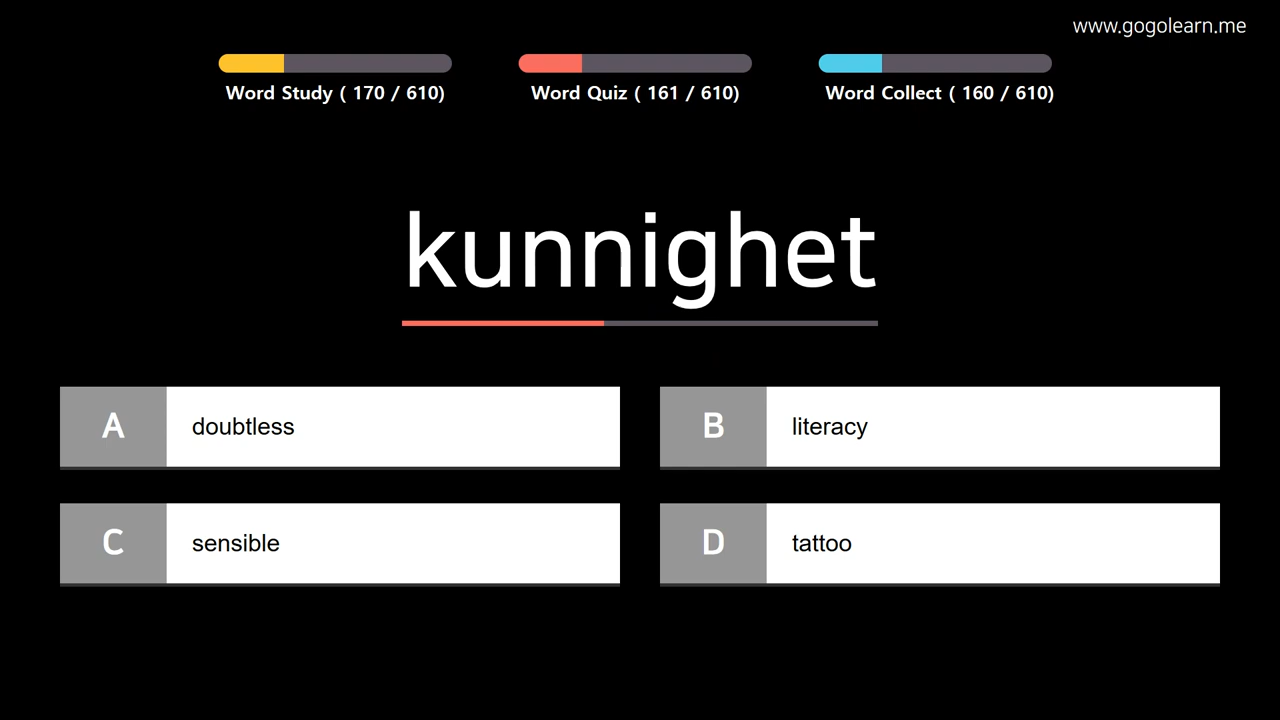 www.gogolearn.me
Word Study ( 170 / 610)
Word Quiz ( 161 / 610)
Word Collect ( 160 / 610)
kunnighet
A doubtless
B literacy
C sensible
D tattoo